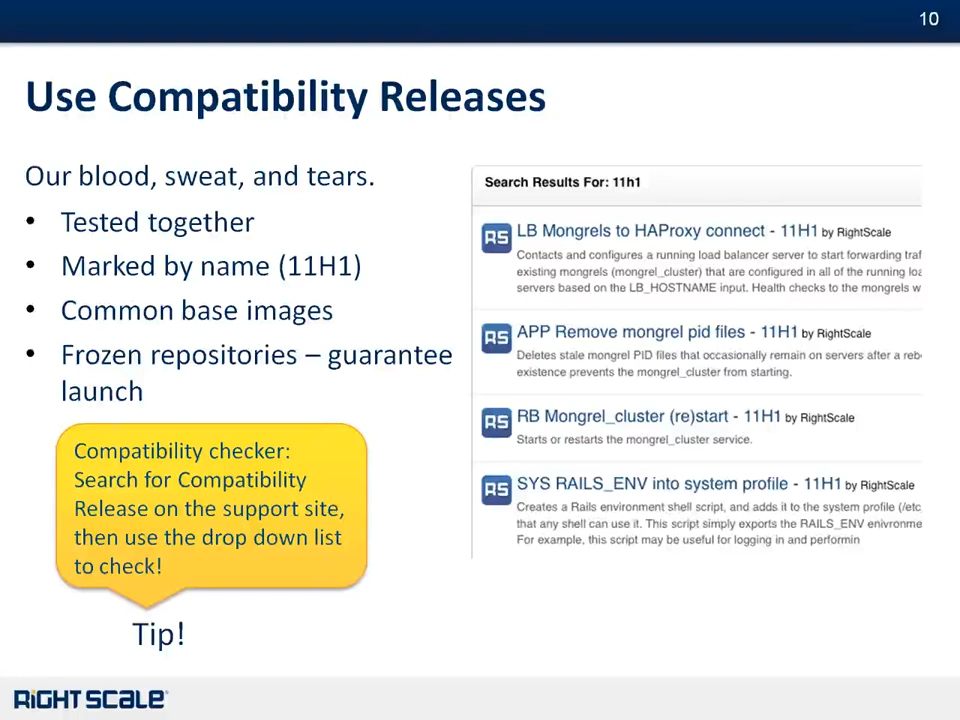 10
Use Compatibility Releases
Our blood, sweat, and tears.
• Tested together
• Marked by name (11H1)
• Common base images
• Frozen repositories – guarantee
launch
Compatibility checker:
Search for Compatibility
Release on the support site,
then use the drop down list
to check!
Tip!
Search Results For: 11h1
RS LB Mongrels to HAProxy connect - 11H1 by RightScale
Contacts and configures a running load balancer server to start forwarding traf
existing mongrels (mongrel_cluster) that are configured in all of the running loa
servers based on the LB_HOSTNAME input. Health checks to the mongrels w
RS APP Remove mongrel pid files - 11H1 by RightScale
Deletes stale mongrel PID files that occasionally remain on servers after a reb
existence prevents the mongrel_cluster from starting.
RS RB Mongrel_cluster (re)start - 11H1 by RightScale
Starts or restarts the mongrel_cluster service.
RS SYS RAILS_ENV into system profile - 11H1 by RightScale
Creates a Rails environment shell script, and adds it to the system profile (/etc
that any shell can use it. This script simply exports the RAILS_ENV enivronme
For example, this script may be useful for logging in and performin
RIGHTSCALE